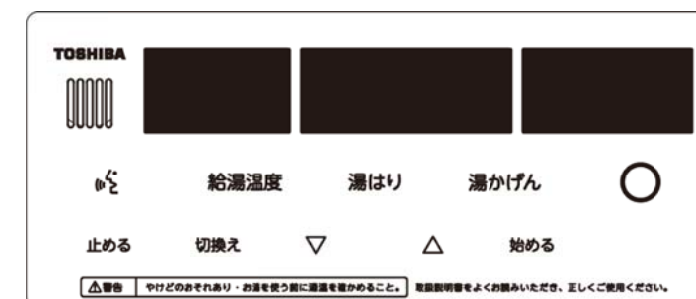 TOSHIBA
給湯温度 湯はり 湯かげん
止める 切換え ▽ △ 始める
⚠警告 やけどのおそれあり・お湯を使う前に湯温を確かめること。 取扱説明書をよくお読みいただき、正しくご使用ください。